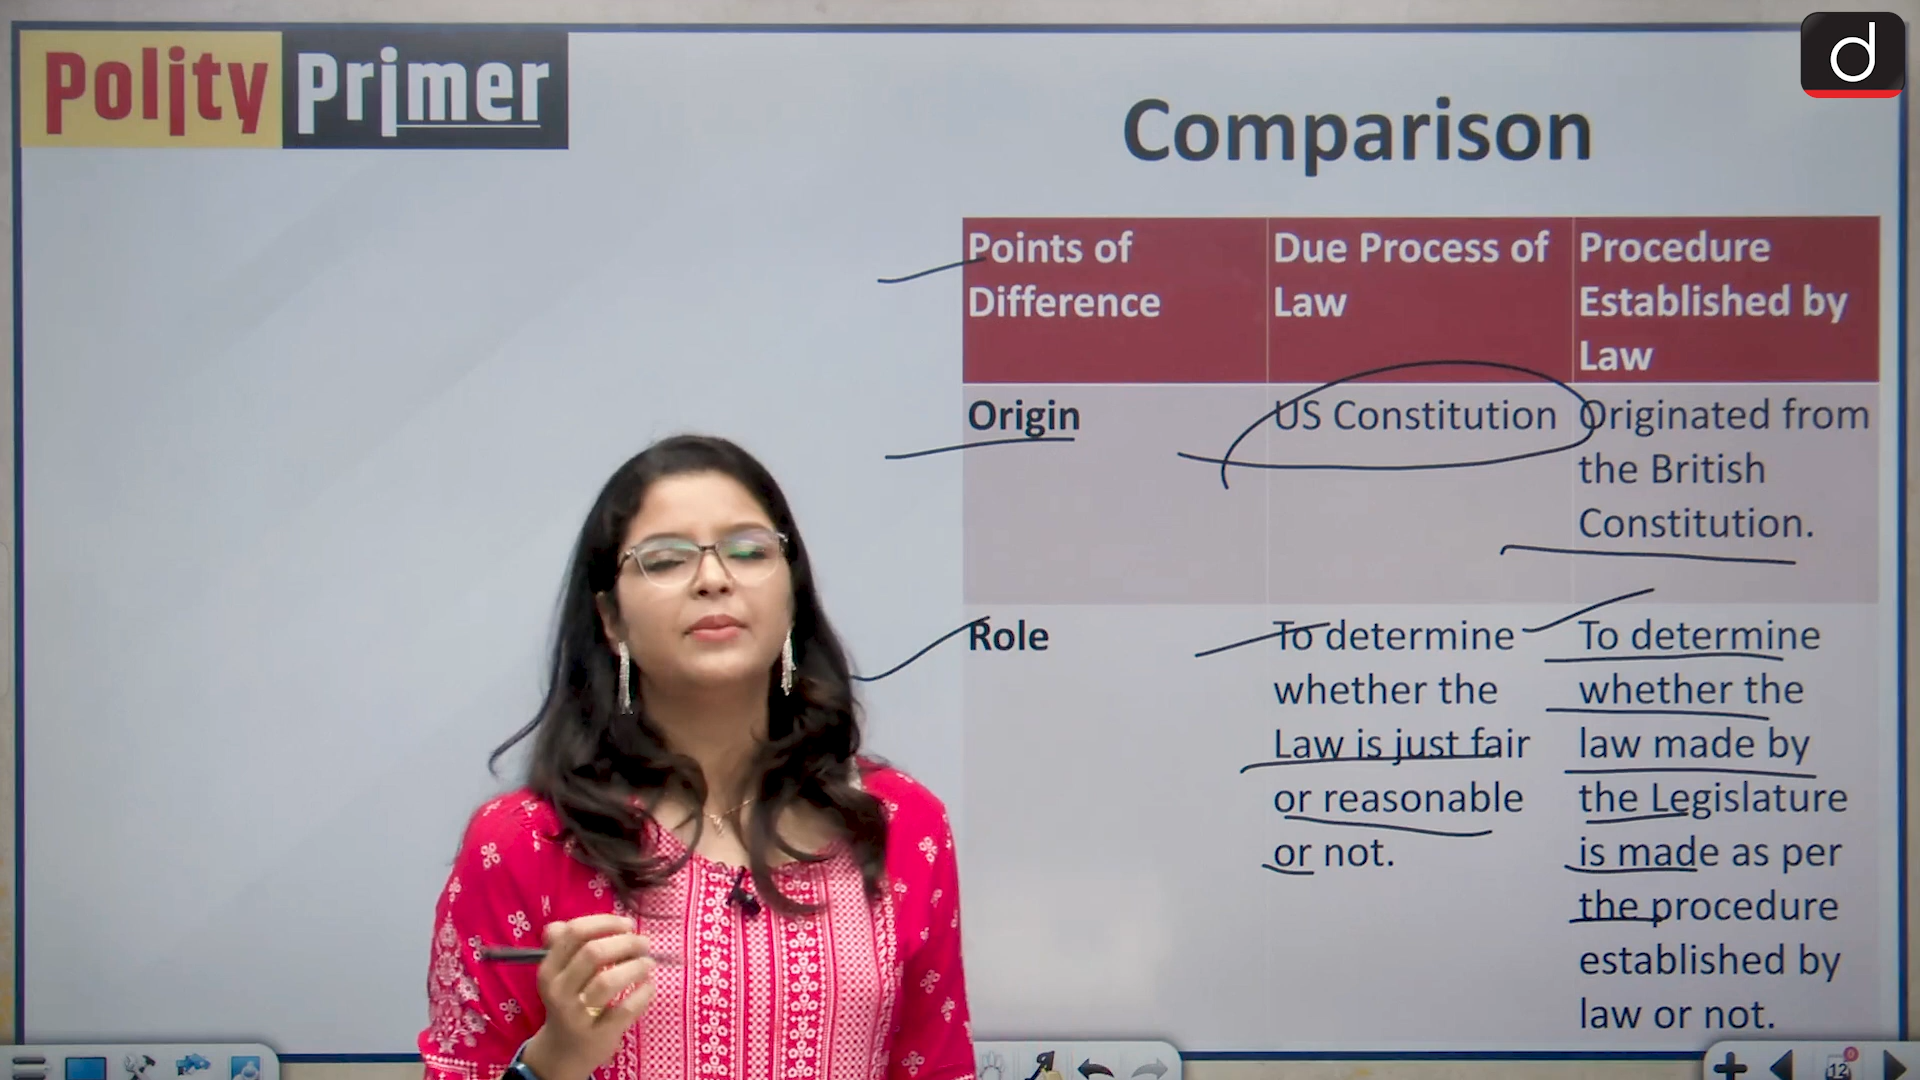 Polity Primer
d
Comparison
Points of
Difference
Due Process of
Law
Procedure
Established by
Law
Origin
US Constitution
Originated from
the British
Constitution.
Role
To determine
whether the
Law is just fair
or reasonable
or not.
To determine
whether the
law made by
the Legislature
is made as per
the procedure
established by
law or not.
12